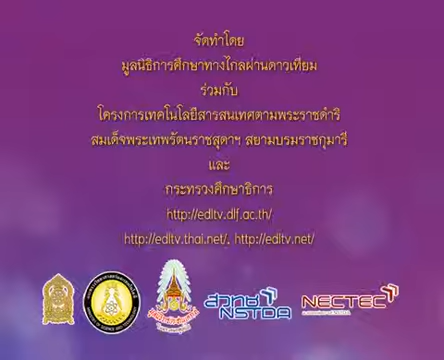 จัดทำโดย
มูลนิธิการศึกษาทางไกลผ่านดาวเทียม
ร่วมกับ
โครงการเทคโนโลยีสารสนเทศตามพระราชดำริ
สมเด็จพระเทพรัตนราชสุดาฯ สยามบรมราชกุมารี
และ
กระทรวงศึกษาธิการ
http://edltv.dlf.ac.th/
http://edltv.thai.net/, http://edltv.net/
สวทช
NSTDA
NECTEC